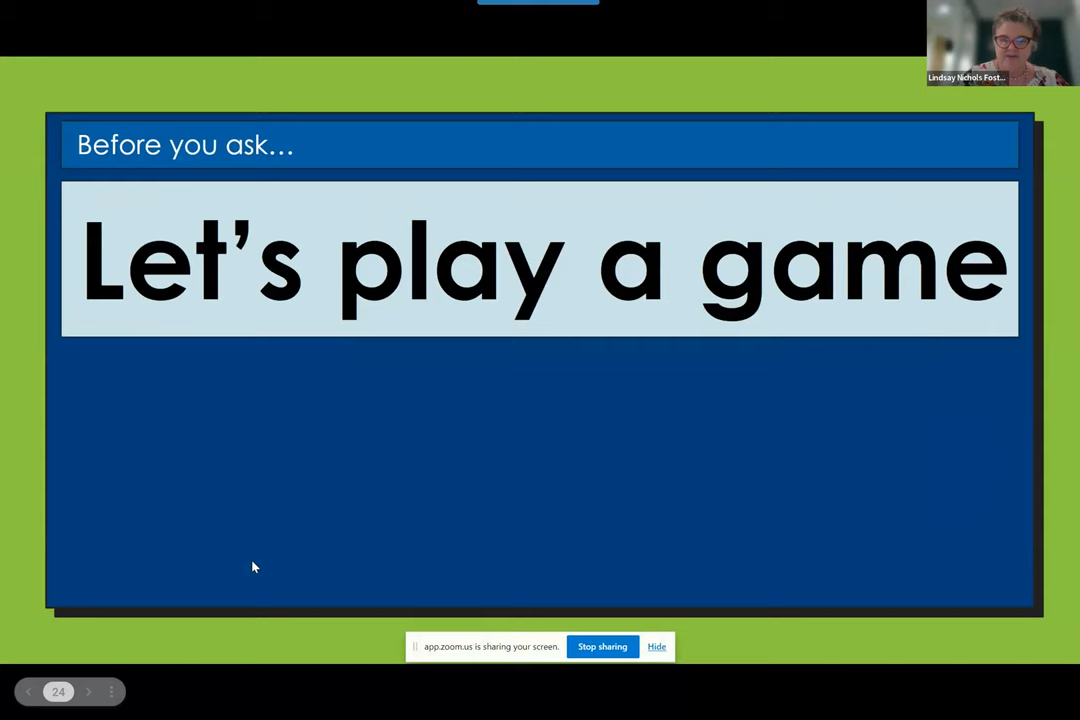 Lindsay Nichols Fost...
Before you ask...
Let's play a game
app.zoom.us is sharing your screen.
Stop sharing
Hide
24